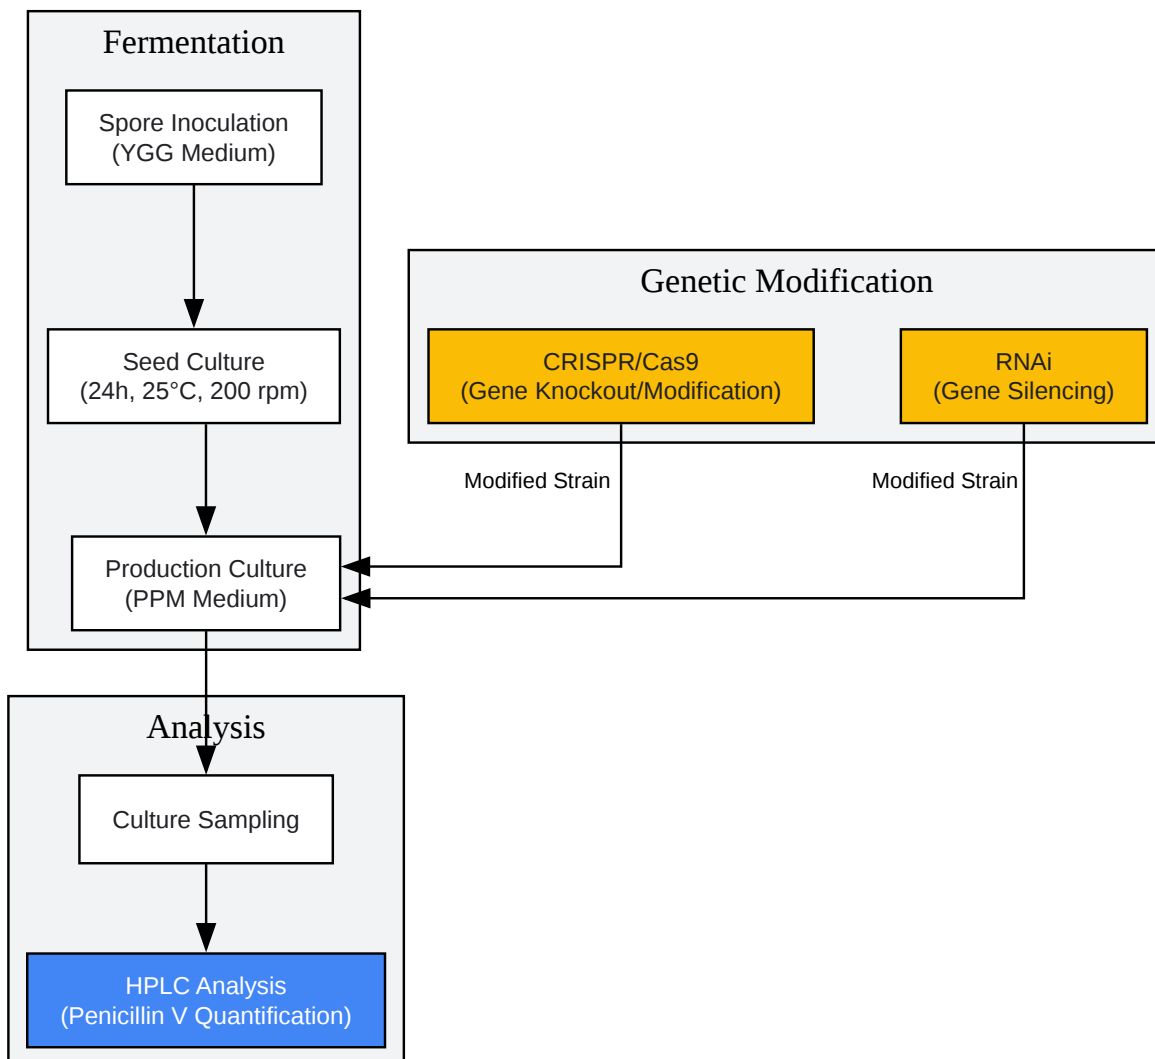 Fermentation
Spore Inoculation
(YGG Medium)
Seed Culture
(24h, 25°C, 200 rpm)
Production Culture
(PPM Medium)
Genetic Modification
CRISPR/Cas9
(Gene Knockout/Modification)
RNAi
(Gene Silencing)
Modified Strain
Modified Strain
Analysis
Culture Sampling
HPLC Analysis
(Penicillin V Quantification)